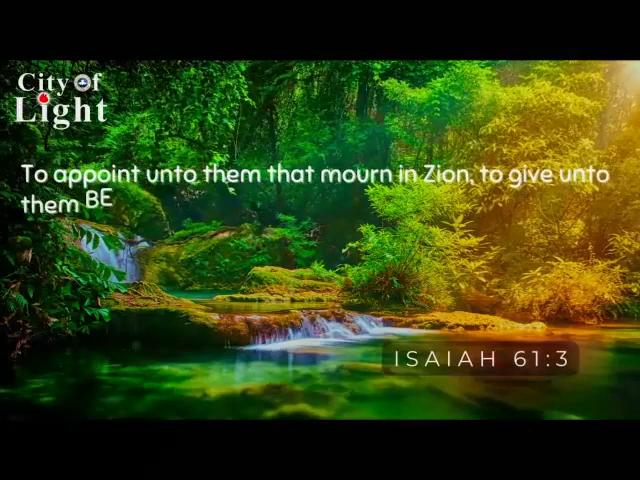 City of
Light
To appoint unto them that mourn in Zion, to give unto
them BE
ISAIAH 61:3